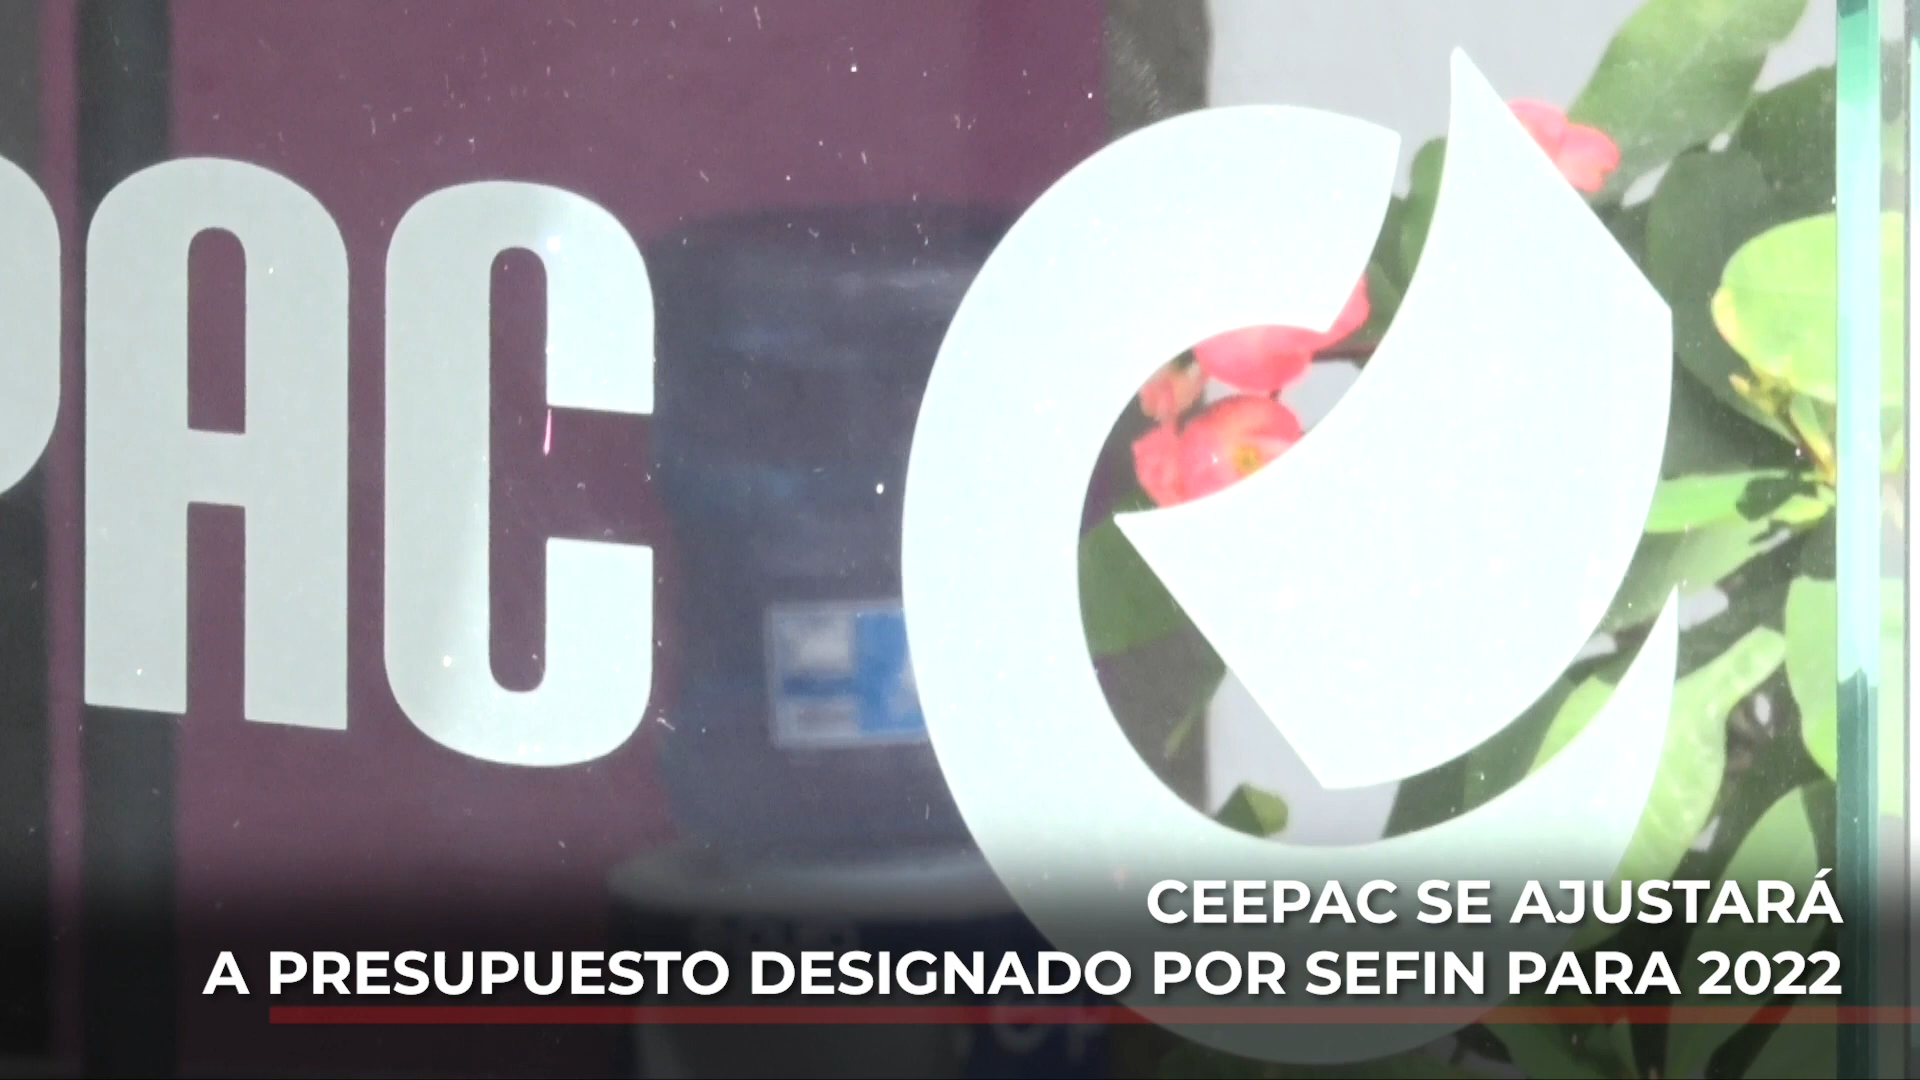 PAC
CEEPAC SE AJUSTARÁ
A PRESUPUESTO DESIGNADO POR SEFIN PARA 2022